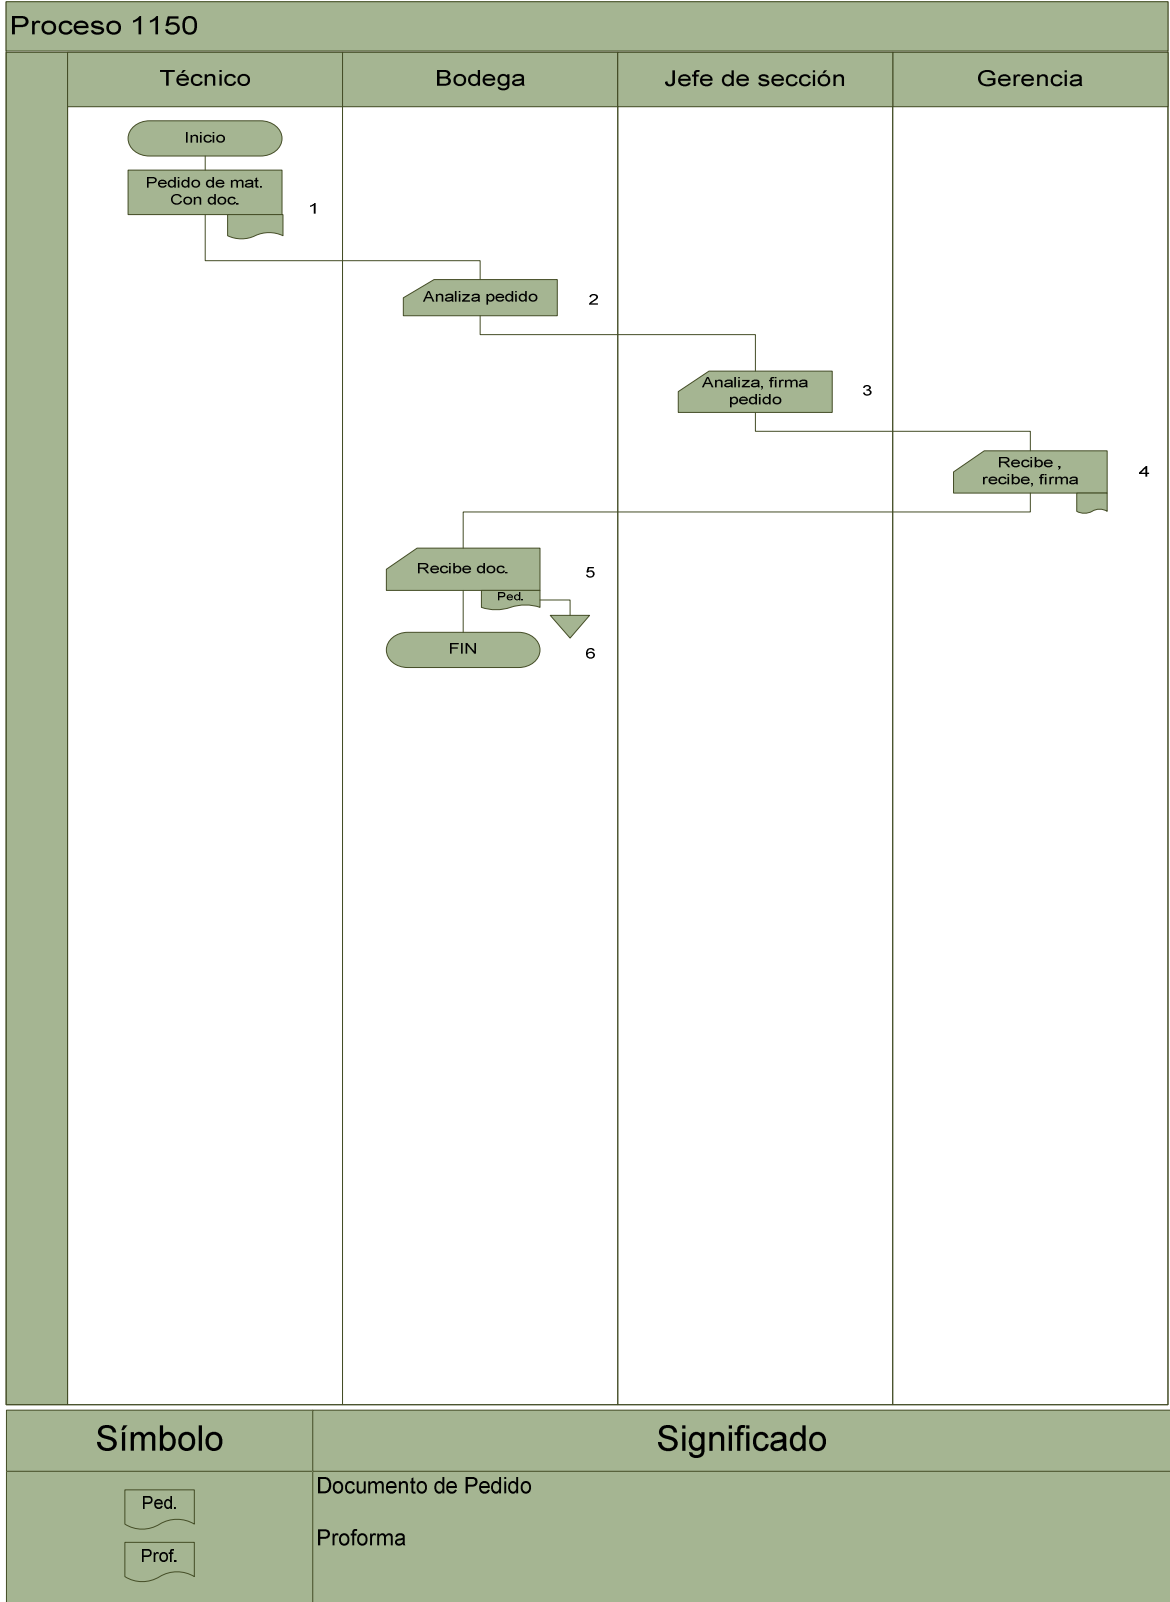 Proceso 1150
Técnico
Bodega
Jefe de sección
Gerencia
Inicio
Pedido de mat.
Con doc.
1
Analiza pedido
2
Analiza, firma
pedido
3
Recibe ,
recibe, firma
4
Recibe doc.
5
Ped.
FIN
6
Símbolo
Significado
Ped.
Documento de Pedido
Prof.
Proforma